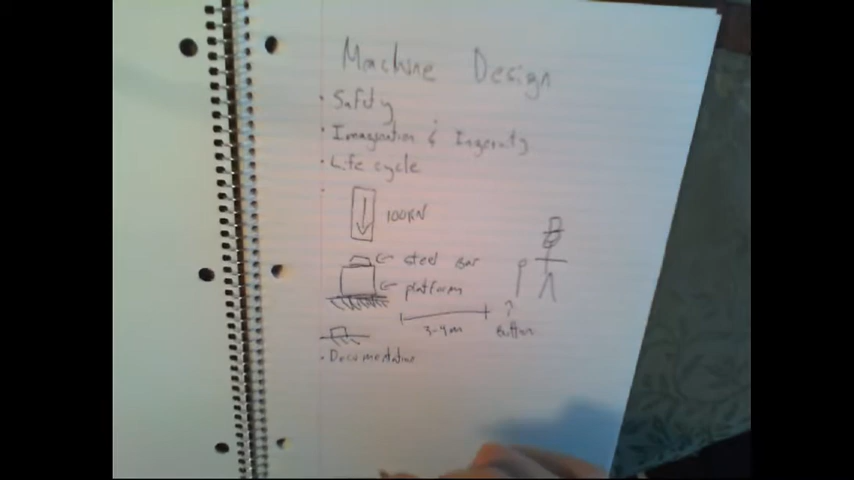 Machine Design
• Safety
• Imagination & Ingenuity
• Life cycle
100KN
steel bar
platform
3-4m
?
Button
• Documentation